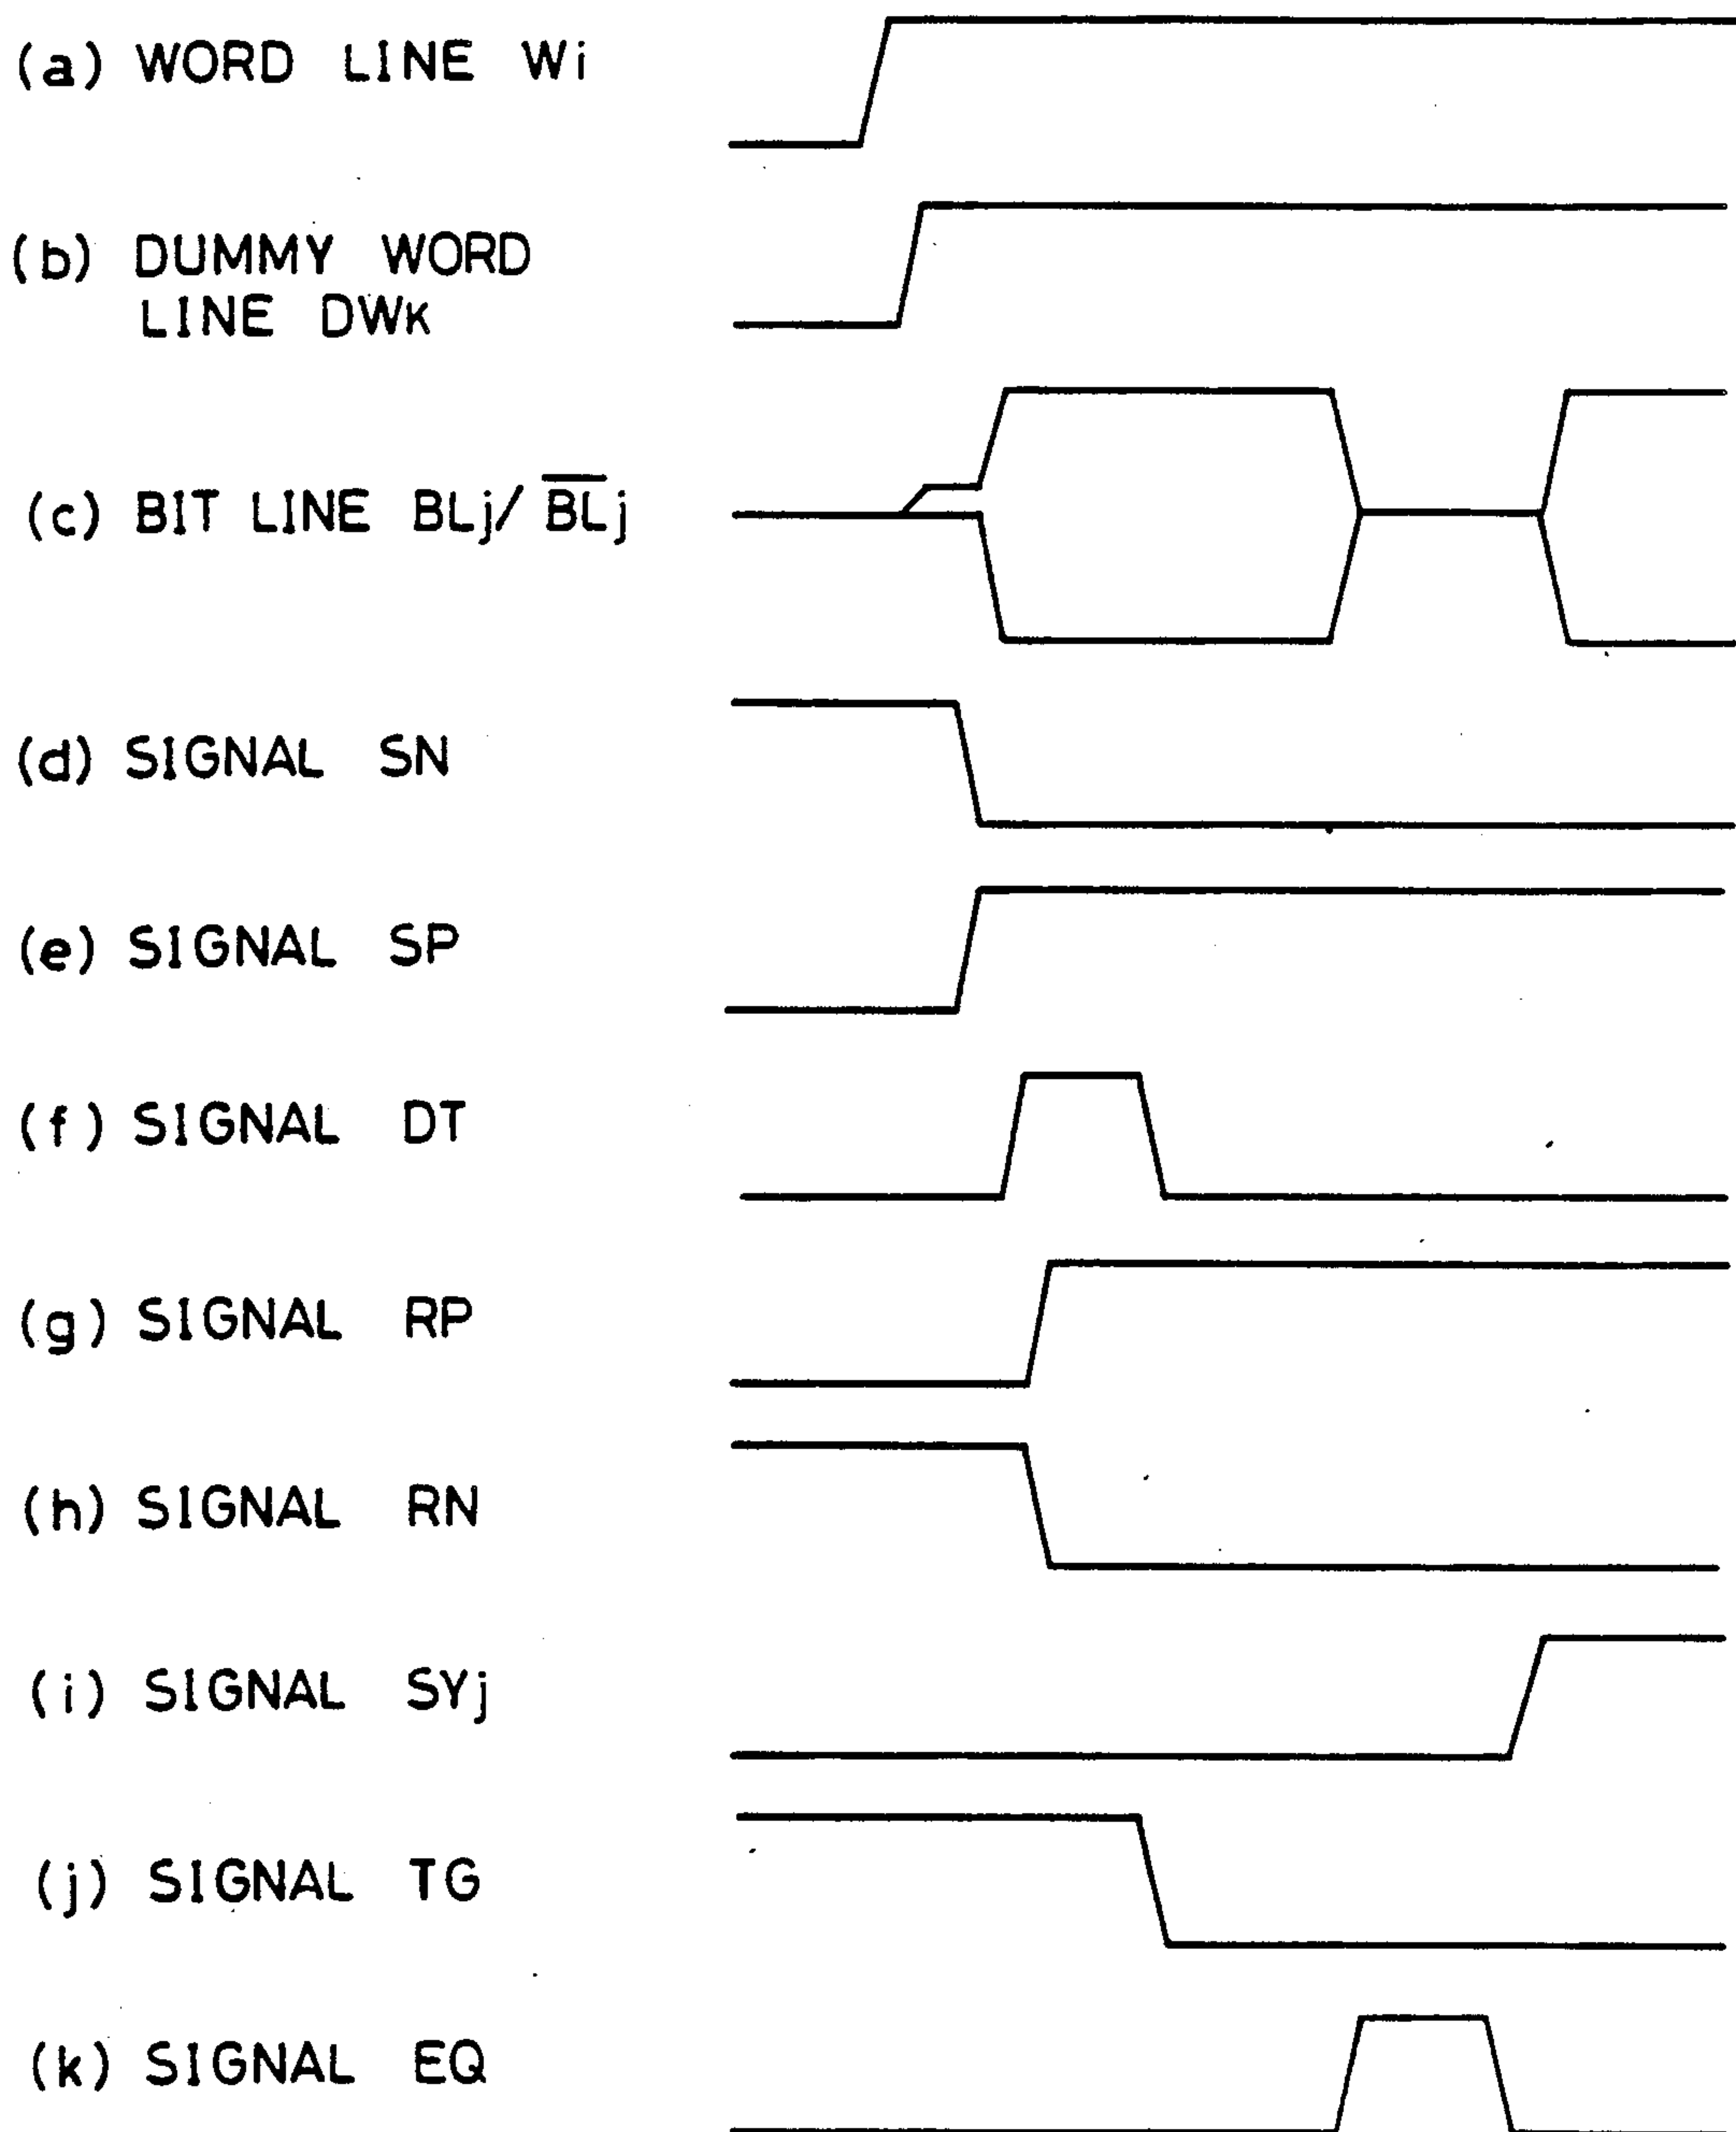 (a) WORD LINE Wi
(b) DUMMY WORD
LINE DWK
(c) BIT LINE BLj/ B̅L̅j
(d) SIGNAL SN
(e) SIGNAL SP
(f) SIGNAL DT
(g) SIGNAL RP
(h) SIGNAL RN
(i) SIGNAL SYj
(j) SIGNAL TG
(k) SIGNAL EQ